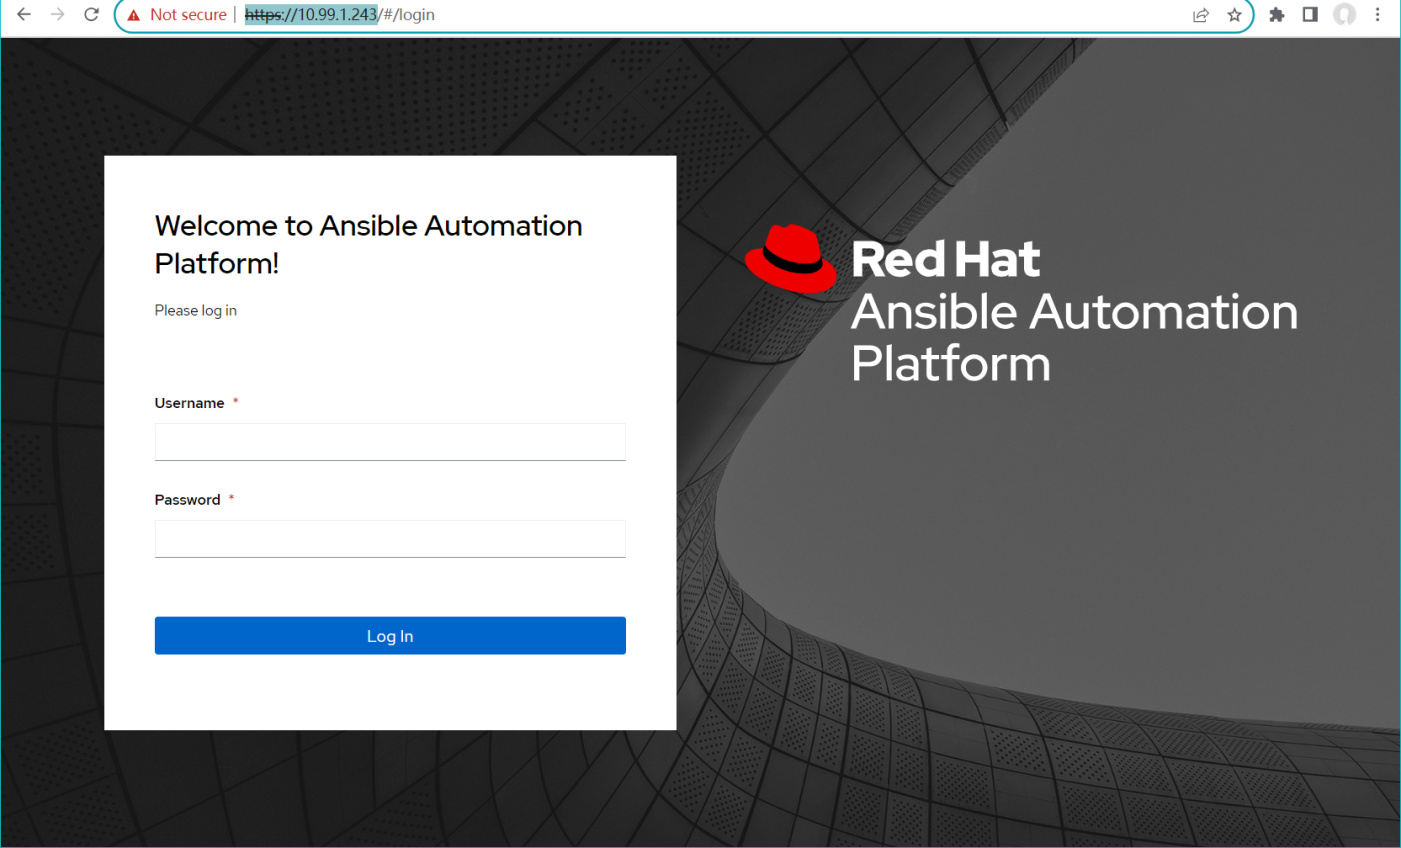 Not secure | https://10.99.1.243/#/login
Welcome to Ansible Automation
Platform!
Please log in
Username *
Password *
Log In
Red Hat
Ansible Automation
Platform